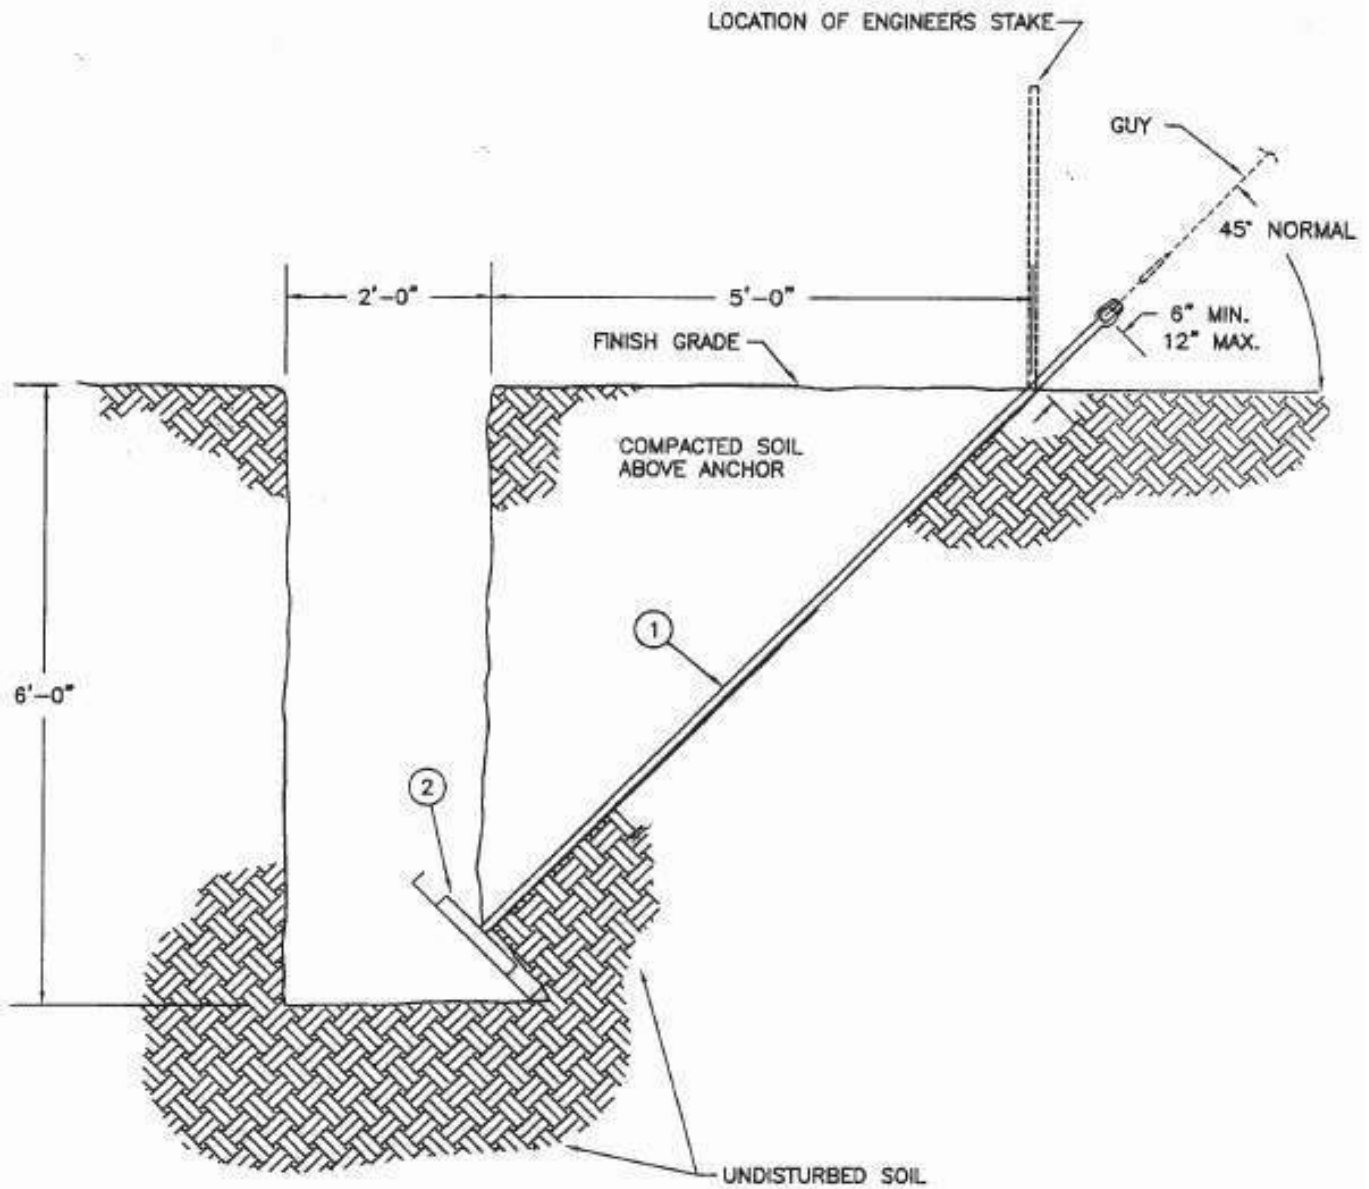 LOCATION OF ENGINEERS STAKE
GUY
45° NORMAL
2'-0"
5'-0"
6" MIN.
12" MAX.
FINISH GRADE
COMPACTED SOIL
ABOVE ANCHOR
1
6'-0"
2
UNDISTURBED SOIL